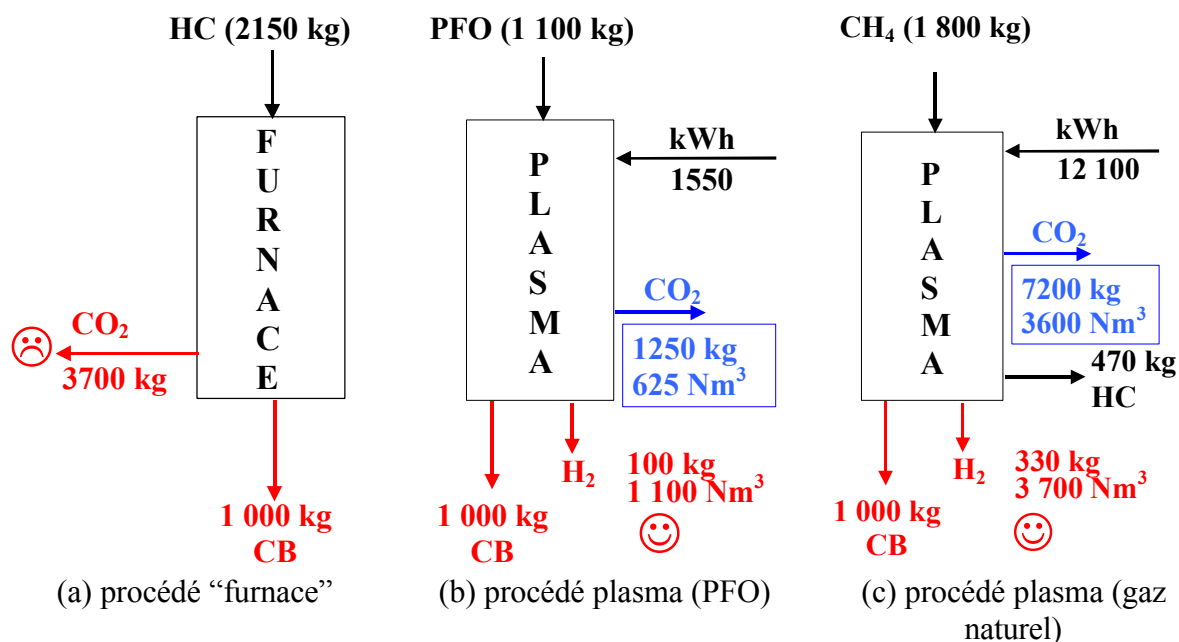 HC (2150 kg)
FURNACE
CO₂
3700 kg
1 000 kg
CB
(a) procédé “furnace”
PFO (1 100 kg)
PLASMA
kWh
1550
CO₂
1250 kg
625 Nm³
H₂
100 kg
1 100 Nm³
1 000 kg
CB
(b) procédé plasma (PFO)
CH₄ (1 800 kg)
PLASMA
kWh
12 100
CO₂
7200 kg
3600 Nm³
470 kg
HC
H₂
330 kg
3 700 Nm³
1 000 kg
CB
(c) procédé plasma (gaz
naturel)